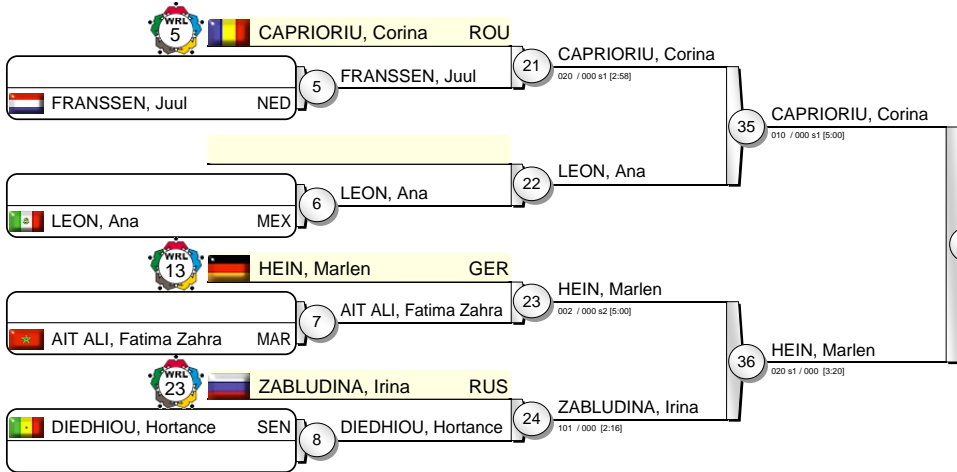 WRL
5
CAPRIORIU, Corina ROU
FRANSSEN, Juul NED
5
FRANSSEN, Juul
21
CAPRIORIU, Corina
020 / 000 s1 [2:58]
35
CAPRIORIU, Corina
010 / 000 s1 [5:00]
LEON, Ana MEX
6
LEON, Ana
22
LEON, Ana
WRL
13
HEIN, Marlen GER
AIT ALI, Fatima Zahra MAR
7
AIT ALI, Fatima Zahra
23
HEIN, Marlen
002 / 000 s2 [5:00]
36
HEIN, Marlen
020 s1 / 000 [3:20]
WRL
23
ZABLUDINA, Irina RUS
DIEDHIOU, Hortance SEN
8
DIEDHIOU, Hortance
24
ZABLUDINA, Irina
101 / 000 [2:16]